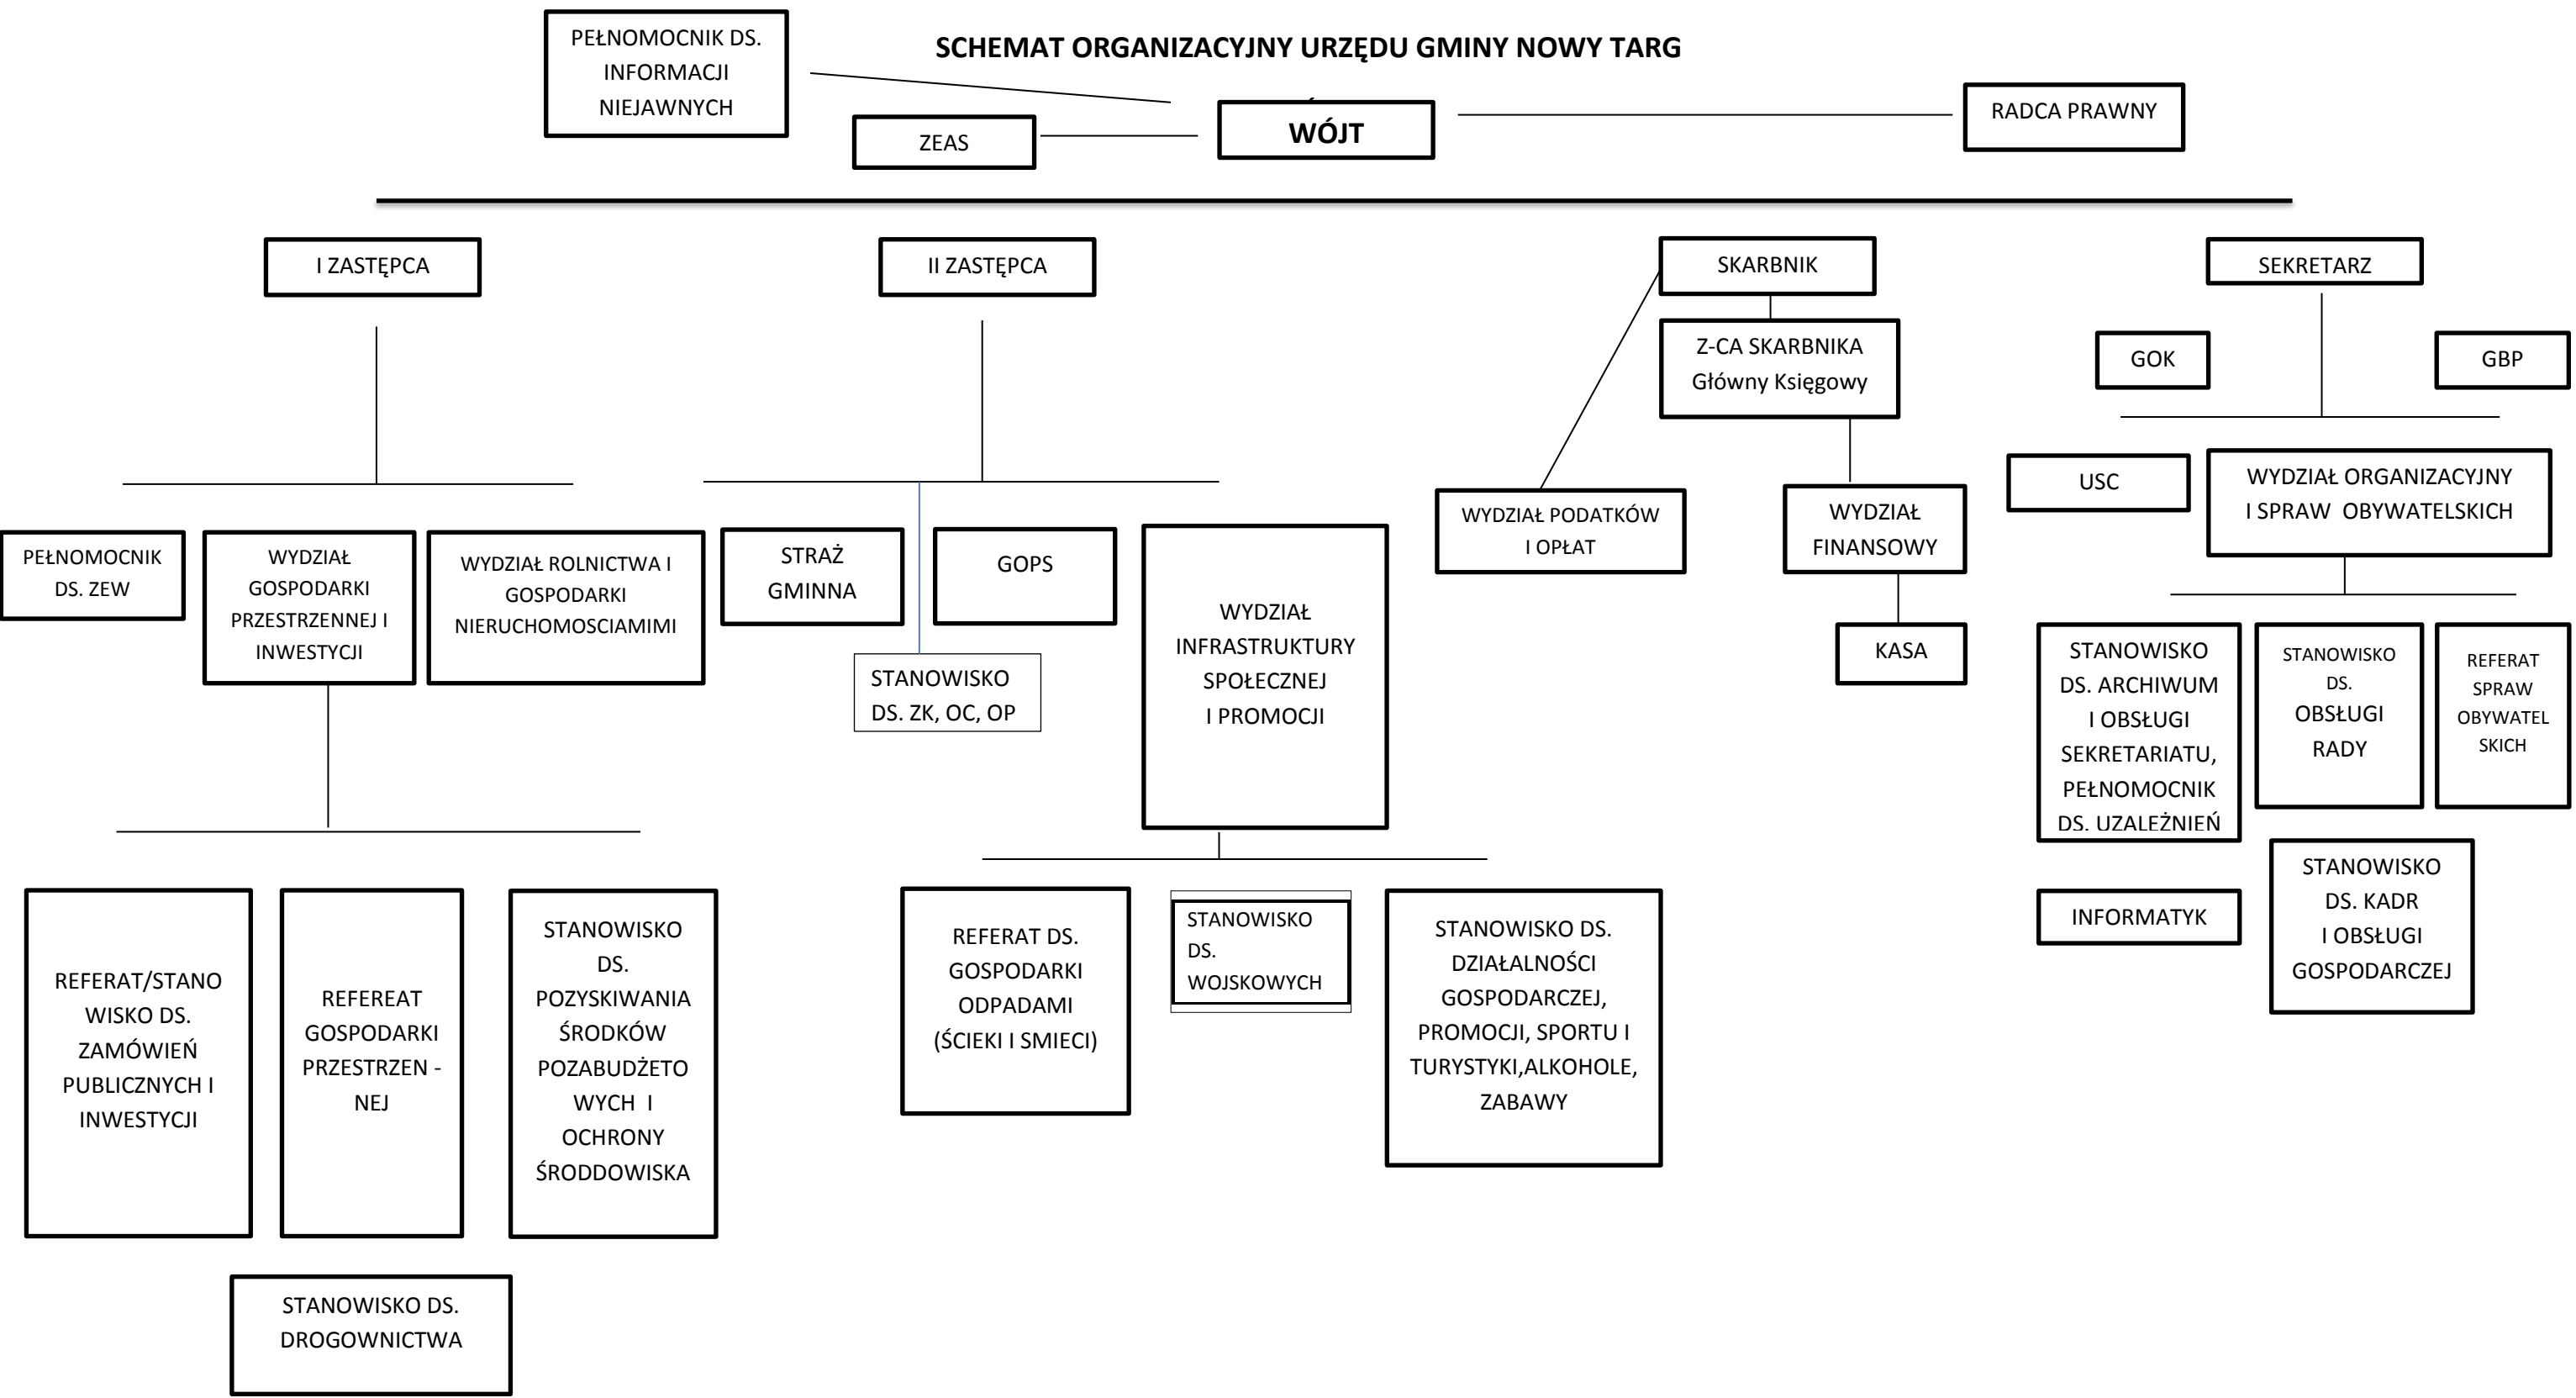 PEŁNOMOCNIK DS.
INFORMACJI
NIEJAWNYCH
SCHEMAT ORGANIZACYJNY URZĘDU GMINY NOWY TARG
ZEAS
WÓJT
RADCA PRAWNY
I ZASTĘPCA
II ZASTĘPCA
SKARBNIK
SEKRETARZ
Z-CA SKARBNIKA
Główny Księgowy
GOK
GBP
PEŁNOMOCNIK
DS. ZEW
WYDZIAŁ
GOSPODARKI
PRZESTRZENNEJ I
INWESTYCJI
WYDZIAŁ ROLNICTWA I
GOSPODARKI
NIERUCHOMOSCIAMIMI
STRAŻ
GMINNA
GOPS
STANOWISKO
DS. ZK, OC, OP
WYDZIAŁ
INFRASTRUKTURY
SPOŁECZNEJ
I PROMOCJI
WYDZIAŁ PODATKÓW
I OPŁAT
WYDZIAŁ
FINANSOWY
KASA
USC
WYDZIAŁ ORGANIZACYJNY
I SPRAW  OBYWATELSKICH
STANOWISKO
DS. ARCHIWUM
I OBSŁUGI
SEKRETARIATU,
PEŁNOMOCNIK
DS. UZALEŻNIEŃ
STANOWISKO
DS.
OBSŁUGI
RADY
REFERAT
SPRAW
OBYWATEL
SKICH
INFORMATYK
STANOWISKO
DS. KADR
I OBSŁUGI
GOSPODARCZEJ
REFERAT/STANO
WISKO DS.
ZAMÓWIEŃ
PUBLICZNYCH I
INWESTYCJI
REFEREAT
GOSPODARKI
PRZESTRZEN -
NEJ
STANOWISKO
DS.
POZYSKIWANIA
ŚRODKÓW
POZABUDŻETO
WYCH  I
OCHRONY
ŚRODDOWISKA
REFERAT DS.
GOSPODARKI
ODPADAMI
(ŚCIEKI I SMIECI)
STANOWISKO
DS.
WOJSKOWYCH
STANOWISKO DS.
DZIAŁALNOŚCI
GOSPODARCZEJ,
PROMOCJI, SPORTU I
TURYSTYKI,ALKOHOLE,
ZABAWY
STANOWISKO DS.
DROGOWNICTWA